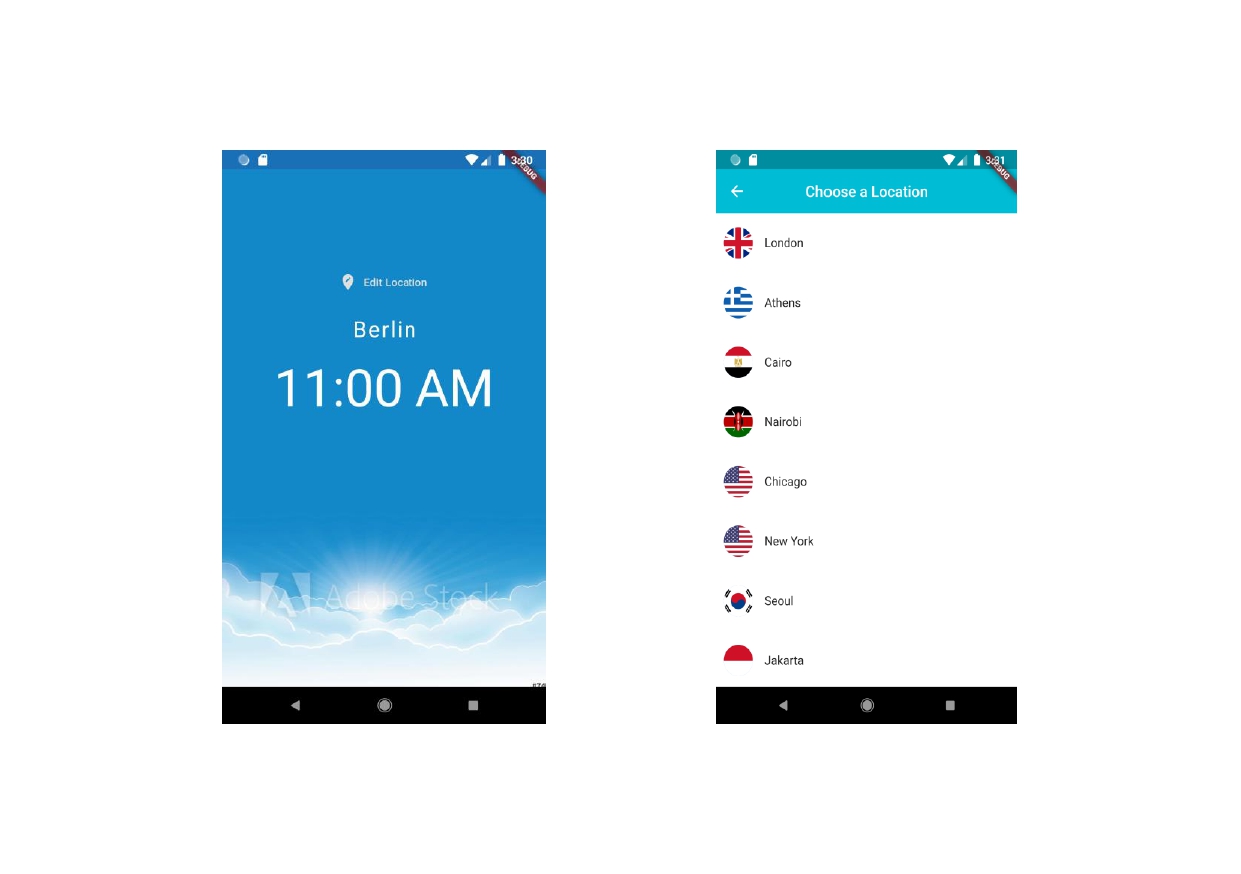 3:30
DEBUG
Edit Location
Berlin
11:00 AM
Adobe Stock
3:31
DEBUG
Choose a Location
London
Athens
Cairo
Nairobi
Chicago
New York
Seoul
Jakarta